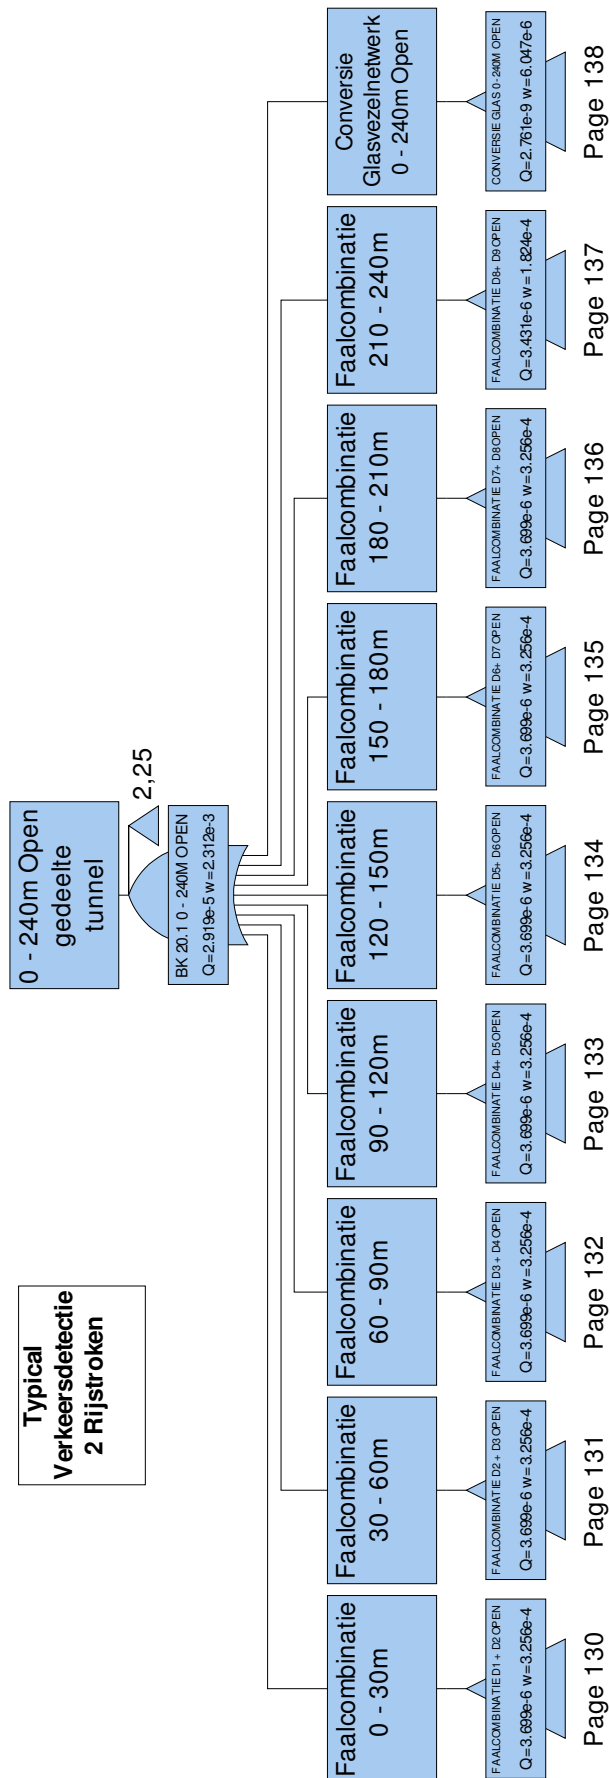 Typical
Verkeersdetectie
2 Rijstroken
0 - 240m Open
gedeelte
tunnel
2,25
BK 20.1 0 - 240M OPEN
Q=2.919e-5 w=2.312e-3
Faalcombinatie
0 - 30m
FAALCOMBINATIE D1 + D2 OPEN
Q=3.699e-6 w=3.256e-4
Page 130
Faalcombinatie
30 - 60m
FAALCOMBINATIE D2 + D3 OPEN
Q=3.699e-6 w=3.256e-4
Page 131
Faalcombinatie
60 - 90m
FAALCOMBINATIE D3 + D4 OPEN
Q=3.699e-6 w=3.256e-4
Page 132
Faalcombinatie
90 - 120m
FAALCOMBINATIE D4+ D5 OPEN
Q=3.699e-6 w=3.256e-4
Page 133
Faalcombinatie
120 - 150m
FAALCOMBINATIE D5+ D6 OPEN
Q=3.699e-6 w=3.256e-4
Page 134
Faalcombinatie
150 - 180m
FAALCOMBINATIE D6+ D7 OPEN
Q=3.699e-6 w=3.256e-4
Page 135
Faalcombinatie
180 - 210m
FAALCOMBINATIE D7+ D8 OPEN
Q=3.699e-6 w=3.256e-4
Page 136
Faalcombinatie
210 - 240m
FAALCOMBINATIE D8+ D9 OPEN
Q=3.431e-6 w=1.824e-4
Page 137
Conversie
Glasvezelnetwerk
0 - 240m Open
CONVERSIE GLAS 0-240M OPEN
Q=2.761e-9 w=6.047e-6
Page 138